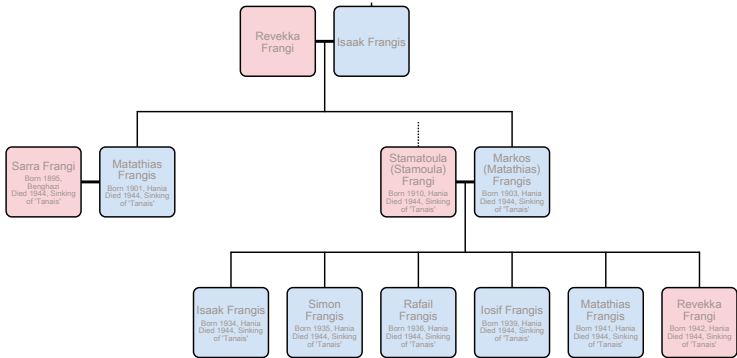 Revekka
Frangi
Isaak Frangis
Sarra Frangi
Born 1895,
Benghazi
Died 1944, Sinking
of 'Tanais'
Matathias
Frangis
Born 1901, Hania
Died 1944, Sinking
of 'Tanais'
Stamatoula
(Stamoula)
Frangi
Born 1910, Hania
Died 1944, Sinking
of 'Tanais'
Markos
(Matathias)
Frangis
Born 1903, Hania
Died 1944, Sinking
of 'Tanais'
Isaak Frangis
Born 1934, Hania
Died 1944, Sinking
of 'Tanais'
Simon
Frangis
Born 1935, Hania
Died 1944, Sinking
of 'Tanais'
Rafail
Frangis
Born 1936, Hania
Died 1944, Sinking
of 'Tanais'
Iosif Frangis
Born 1939, Hania
Died 1944, Sinking
of 'Tanais'
Matathias
Frangis
Born 1941, Hania
Died 1944, Sinking
of 'Tanais'
Revekka
Frangi
Born 1942, Hania
Died 1944, Sinking
of 'Tanais'